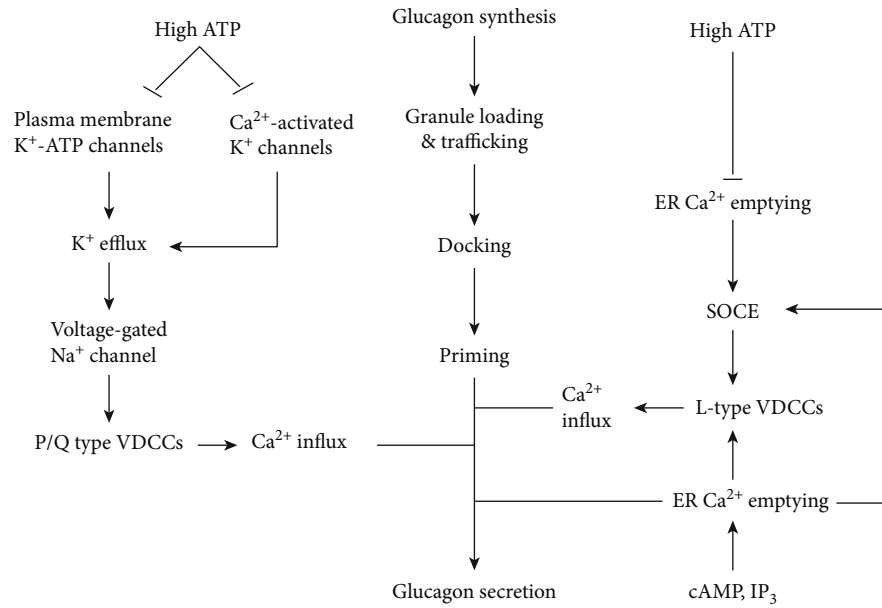 High ATP
Plasma membrane
K⁺-ATP channels
Ca²⁺-activated
K⁺ channels
K⁺ efflux
Voltage-gated
Na⁺ channel
P/Q type VDCCs
Ca²⁺ influx
Glucagon synthesis
Granule loading
& trafficking
Docking
Priming
Glucagon secretion
High ATP
ER Ca²⁺ emptying
SOCE
L-type VDCCs
Ca²⁺
influx
ER Ca²⁺ emptying
cAMP, IP₃